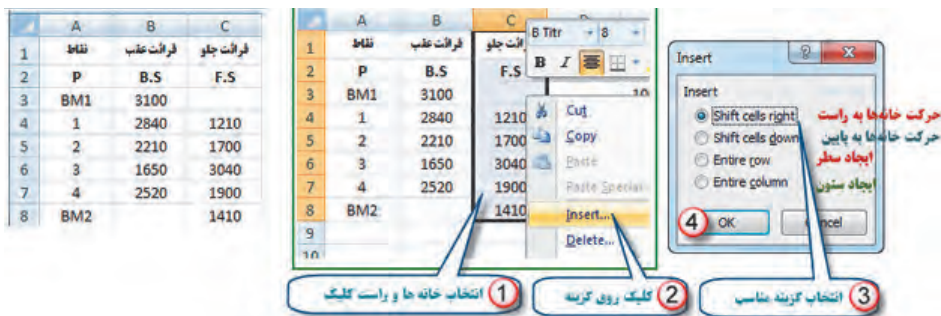 A B C
1 نقاط قرائت عقب قرائت جلو
2 P B.S F.S
3 BM1 3100
4 1 2840 1210
5 2 2210 1700
6 3 1650 3040
7 4 2520 1900
8 BM2 1410
A B C
1 نقاط قرائت عقب قرائت جلو
2 P B.S F.S
3 BM1 3100
4 1 2840 1210
5 2 2210 1700
6 3 1650 3040
7 4 2520 1900
8 BM2 1410
9
10
B Titr 8
B I
Cut
Copy
Paste
Paste Special
Insert...
Delete...
1 انتخاب خانه ها و راست کلیک
2 کلیک روی گزینه
Insert
Insert
Shift cells right حرکت خانه‌ها به راست
Shift cells down حرکت خانه‌ها به پایین
Entire row ایجاد سطر
Entire column ایجاد ستون
4 OK Cancel
3 انتخاب گزینه مناسب